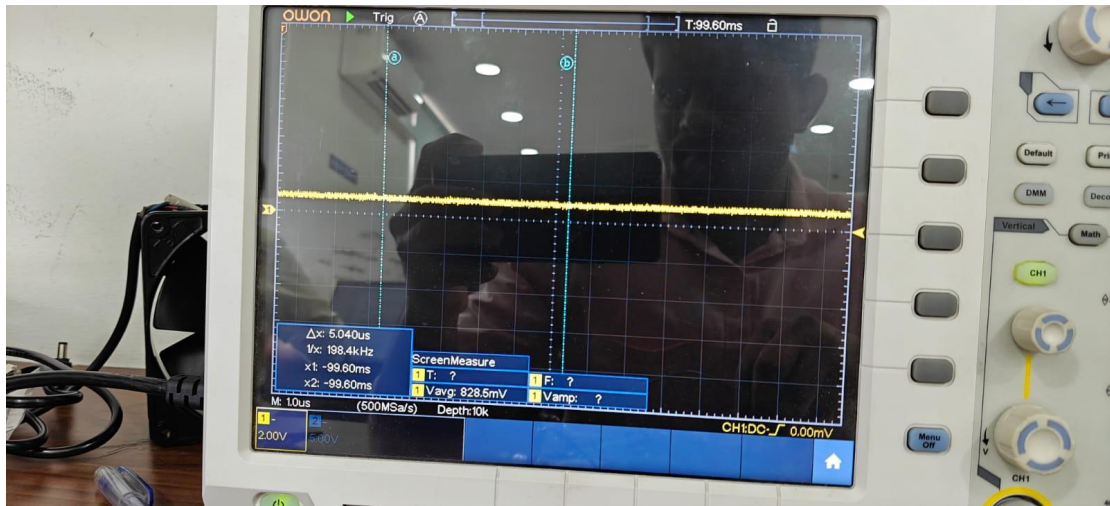 OWON Trig A T:99.60ms
a
b
1
Δx: 5.040us
1/x: 198.4kHz
x1: -99.60ms
x2: -99.60ms
ScreenMeasure
1 T: ? 1 F: ?
1 Vavg: 828.5mV 1 Vamp: ?
M: 1.0us (500MSa/s) Depth:10k
CH1:DC- 0.00mV
1 - 2.00V
2 - 5.00V
Default
DMM
Vertical
Math
CH1
Menu
Off
V
CH1